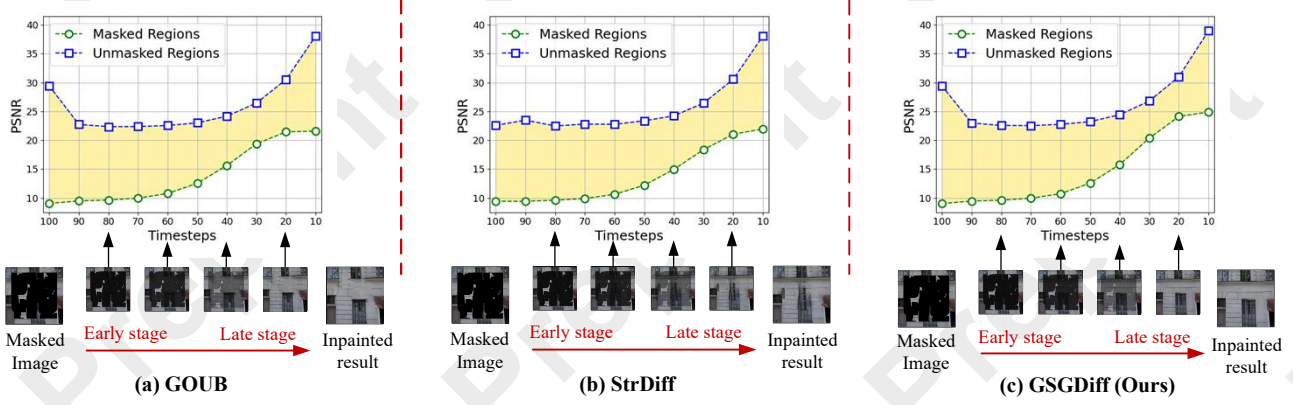 40
35
30
25
20
15
10
PSNR
Masked Regions
Unmasked Regions
100 90 80 70 60 50 40 30 20 10
Timesteps
Masked
Image
Early stage
Late stage
Inpainted
result
(a) GOUB
40
35
30
25
20
15
10
PSNR
Masked Regions
Unmasked Regions
100 90 80 70 60 50 40 30 20 10
Timesteps
Masked
Image
Early stage
Late stage
Inpainted
result
(b) StrDiff
40
35
30
25
20
15
10
PSNR
Masked Regions
Unmasked Regions
100 90 80 70 60 50 40 30 20 10
Timesteps
Masked
Image
Early stage
Late stage
Inpainted
result
(c) GSGDiff (Ours)